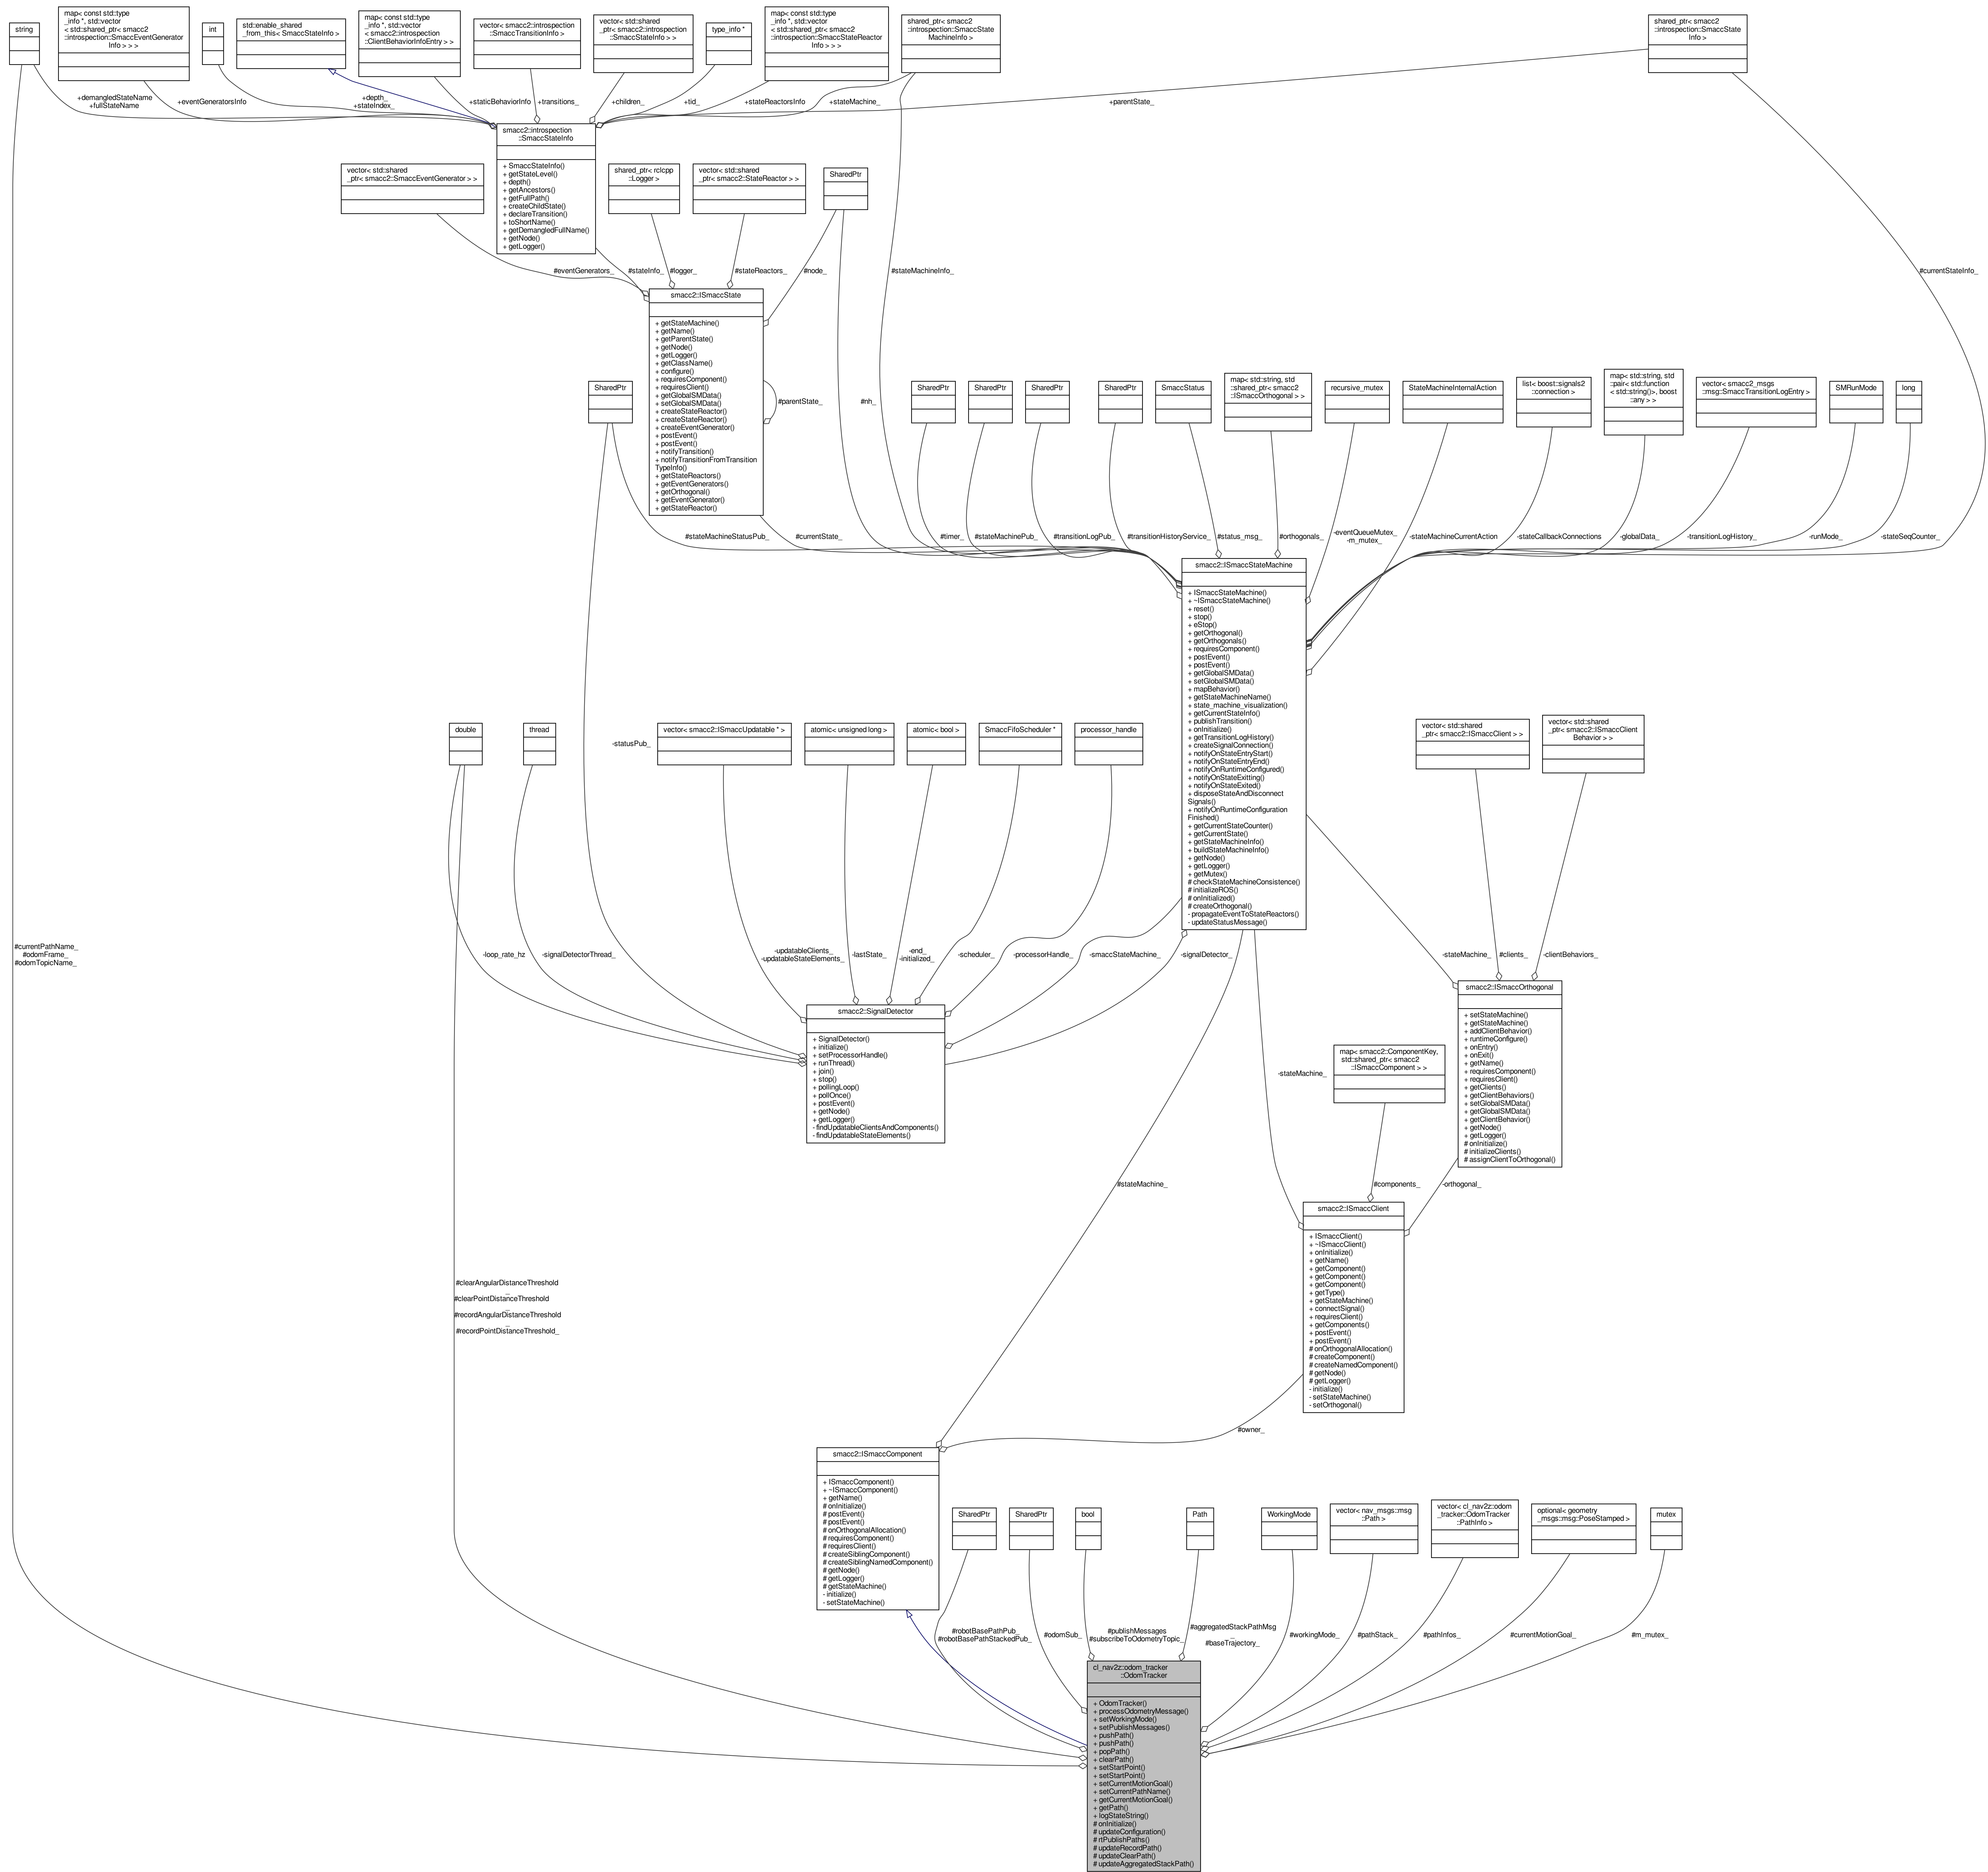 string
map< const std::type
_info *, std::vector
< std::shared_ptr< smacc2
::introspection::SmaccEventGenerator
Info > > >
int
std::enable_shared
_from_this< SmaccStateInfo >
map< const std::type
_info *, std::vector
< smacc2::introspection
::ClientBehaviorInfoEntry > >
vector< smacc2::introspection
::SmaccTransitionInfo >
vector< std::shared
_ptr< smacc2::introspection
::SmaccStateInfo > >
type_info *
map< const std::type
_info *, std::vector
< std::shared_ptr< smacc2
::introspection::SmaccStateReactor
Info > > >
shared_ptr< smacc2
::introspection::SmaccState
MachineInfo >
shared_ptr< smacc2
::introspection::SmaccState
Info >
+demangledStateName
+fullStateName
+eventGeneratorsInfo
+depth_
+stateIndex_
+staticBehaviorInfo
+transitions_
+children_
+tid_
+stateReactorsInfo
+stateMachine_
+parentState_
smacc2::introspection
::SmaccStateInfo
+ SmaccStateInfo()
+ getStateLevel()
+ depth()
+ getAncestors()
+ getFullPath()
+ createChildState()
+ declareTransition()
+ toShortName()
+ getDemangledFullName()
+ getNode()
+ getLogger()
vector< std::shared
_ptr< smacc2::SmaccEventGenerator > >
shared_ptr< rclcpp
::Logger >
vector< std::shared
_ptr< smacc2::StateReactor > >
SharedPtr
#eventGenerators_
#stateInfo_
#logger_
#stateReactors_
#node_
#stateMachineInfo_
#currentStateInfo_
smacc2::ISmaccState
+ getStateMachine()
+ getName()
+ getParentState()
+ getNode()
+ getLogger()
+ getClassName()
+ configure()
+ requiresComponent()
+ requiresClient()
+ getGlobalSMData()
+ setGlobalSMData()
+ createStateReactor()
+ createStateReactor()
+ createEventGenerator()
+ postEvent()
+ postEvent()
+ notifyTransition()
+ notifyTransitionFromTransition
TypeInfo()
+ getStateReactors()
+ getEventGenerators()
+ getOrthogonal()
+ getEventGenerator()
+ getStateReactor()
#parentState_
#nh_
SharedPtr
SharedPtr
SharedPtr
SharedPtr
SharedPtr
SmaccStatus
map< std::string, std
::shared_ptr< smacc2
::ISmaccOrthogonal > >
recursive_mutex
StateMachineInternalAction
list< boost::signals2
::connection >
map< std::string, std
::pair< std::function
< std::string()>, boost
::any > >
vector< smacc2_msgs
::msg::SmaccTransitionLogEntry >
SMRunMode
long
#stateMachineStatusPub_
#currentState_
#timer_
#stateMachinePub_
#transitionLogPub_
#transitionHistoryService_
#status_msg_
#orthogonals_
-eventQueueMutex_
-m_mutex_
-stateMachineCurrentAction
-stateCallbackConnections
-globalData_
-transitionLogHistory_
-runMode_
-stateSeqCounter_
smacc2::ISmaccStateMachine
+ ISmaccStateMachine()
+ ~ISmaccStateMachine()
+ reset()
+ stop()
+ eStop()
+ getOrthogonal()
+ getOrthogonals()
+ requiresComponent()
+ postEvent()
+ postEvent()
+ getGlobalSMData()
+ setGlobalSMData()
+ mapBehavior()
+ getStateMachineName()
+ state_machine_visualization()
+ getCurrentStateInfo()
+ publishTransition()
+ onInitialize()
+ getTransitionLogHistory()
+ createSignalConnection()
+ notifyOnStateEntryStart()
+ notifyOnStateEntryEnd()
+ notifyOnRuntimeConfigured()
+ notifyOnStateExitting()
+ notifyOnStateExited()
+ disposeStateAndDisconnect
Signals()
+ notifyOnRuntimeConfiguration
Finished()
+ getCurrentStateCounter()
+ getCurrentState()
+ getStateMachineInfo()
+ buildStateMachineInfo()
+ getNode()
+ getLogger()
+ getMutex()
# checkStateMachineConsistence()
# initializeROS()
# onInitialized()
# createOrthogonal()
- propagateEventToStateReactors()
- updateStatusMessage()
double
thread
-statusPub_
vector< smacc2::ISmaccUpdatable * >
atomic< unsigned long >
atomic< bool >
SmaccFifoScheduler *
processor_handle
vector< std::shared
_ptr< smacc2::ISmaccClient > >
vector< std::shared
_ptr< smacc2::ISmaccClient
Behavior > >
#currentPathName_
#odomFrame_
#odomTopicName_
-loop_rate_hz
-signalDetectorThread_
-updatableClients_
-updatableStateElements_
-lastState_
-end_
-initialized_
-scheduler_
-processorHandle_
-smaccStateMachine_
-signalDetector_
-stateMachine_
#clients_
-clientBehaviors_
smacc2::SignalDetector
+ SignalDetector()
+ initialize()
+ setProcessorHandle()
+ runThread()
+ join()
+ stop()
+ pollingLoop()
+ pollOnce()
+ postEvent()
+ getNode()
+ getLogger()
- findUpdatableClientsAndComponents()
- findUpdatableStateElements()
smacc2::ISmaccOrthogonal
+ setStateMachine()
+ getStateMachine()
+ addClientBehavior()
+ runtimeConfigure()
+ onEntry()
+ onExit()
+ getName()
+ requiresComponent()
+ requiresClient()
+ getClients()
+ getClientBehaviors()
+ setGlobalSMData()
+ getGlobalSMData()
+ getClientBehavior()
+ getNode()
+ getLogger()
# onInitialize()
# initializeClients()
# assignClientToOrthogonal()
map< smacc2::ComponentKey,
std::shared_ptr< smacc2
::ISmaccComponent > >
-stateMachine_
#stateMachine_
#components_
-orthogonal_
smacc2::ISmaccClient
+ ISmaccClient()
+ ~ISmaccClient()
+ onInitialize()
+ getName()
+ getComponent()
+ getComponent()
+ getComponent()
+ getType()
+ getStateMachine()
+ connectSignal()
+ requiresClient()
+ getComponents()
+ postEvent()
+ postEvent()
# onOrthogonalAllocation()
# createComponent()
# createNamedComponent()
# getNode()
# getLogger()
- initialize()
- setStateMachine()
- setOrthogonal()
#clearAngularDistanceThreshold
_
#clearPointDistanceThreshold
_
#recordAngularDistanceThreshold
_
#recordPointDistanceThreshold_
#owner_
smacc2::ISmaccComponent
+ ISmaccComponent()
+ ~ISmaccComponent()
+ getName()
# onInitialize()
# postEvent()
# postEvent()
# onOrthogonalAllocation()
# requiresComponent()
# requiresClient()
# createSiblingComponent()
# createSiblingNamedComponent()
# getNode()
# getLogger()
# getStateMachine()
- initialize()
- setStateMachine()
SharedPtr
SharedPtr
bool
Path
WorkingMode
vector< nav_msgs::msg
::Path >
vector< cl_nav2z::odom
_tracker::OdomTracker
::PathInfo >
optional< geometry
_msgs::msg::PoseStamped >
mutex
#robotBasePathPub_
#robotBasePathStackedPub_
#odomSub_
#publishMessages
#subscribeToOdometryTopic_
#aggregatedStackPathMsg
_
#baseTrajectory_
#workingMode_
#pathStack_
#pathInfos_
#currentMotionGoal_
#m_mutex_
cl_nav2z::odom_tracker
::OdomTracker
+ OdomTracker()
+ processOdometryMessage()
+ setWorkingMode()
+ setPublishMessages()
+ pushPath()
+ pushPath()
+ popPath()
+ clearPath()
+ setStartPoint()
+ setStartPoint()
+ setCurrentMotionGoal()
+ setCurrentPathName()
+ getCurrentMotionGoal()
+ getPath()
+ logStateString()
# onInitialize()
# updateConfiguration()
# rtPublishPaths()
# updateRecordPath()
# updateClearPath()
# updateAggregatedStackPath()